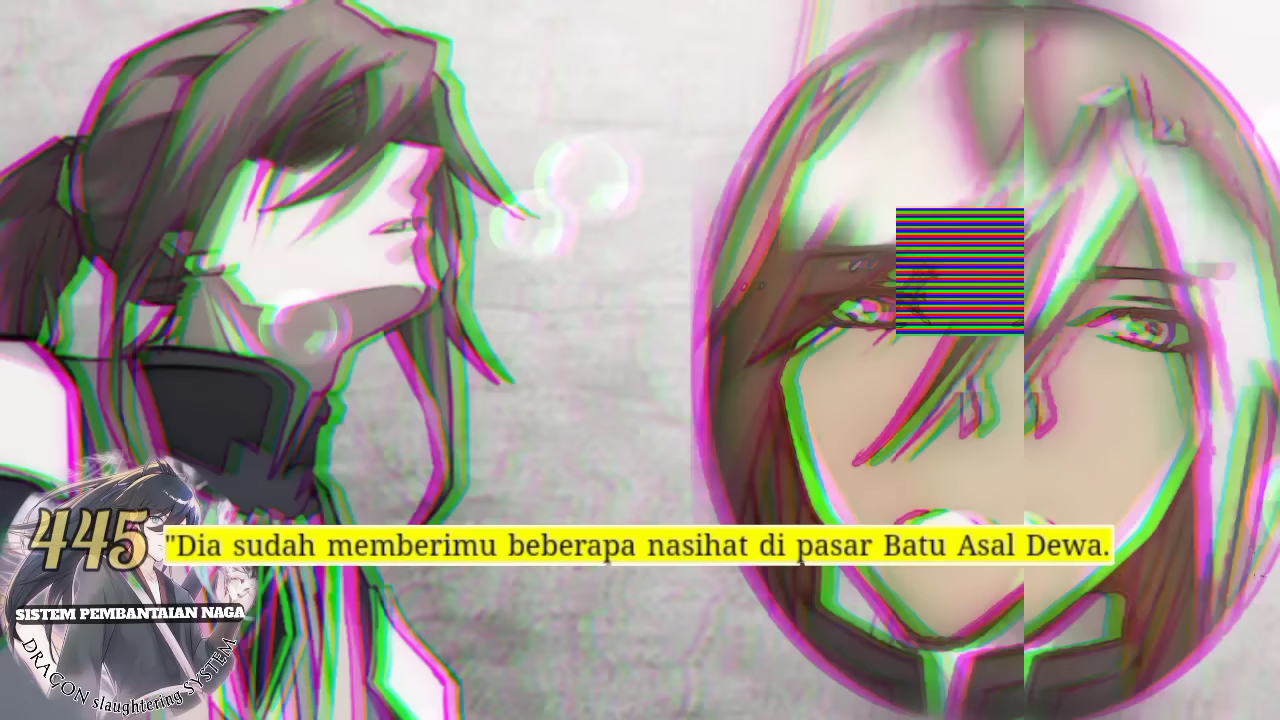 445
"Dia sudah memberimu beberapa nasihat di pasar Batu Asal Dewa.
SISTEM PEMBANTAIAN NAGA
DRAGON slaughtering SYSTEM